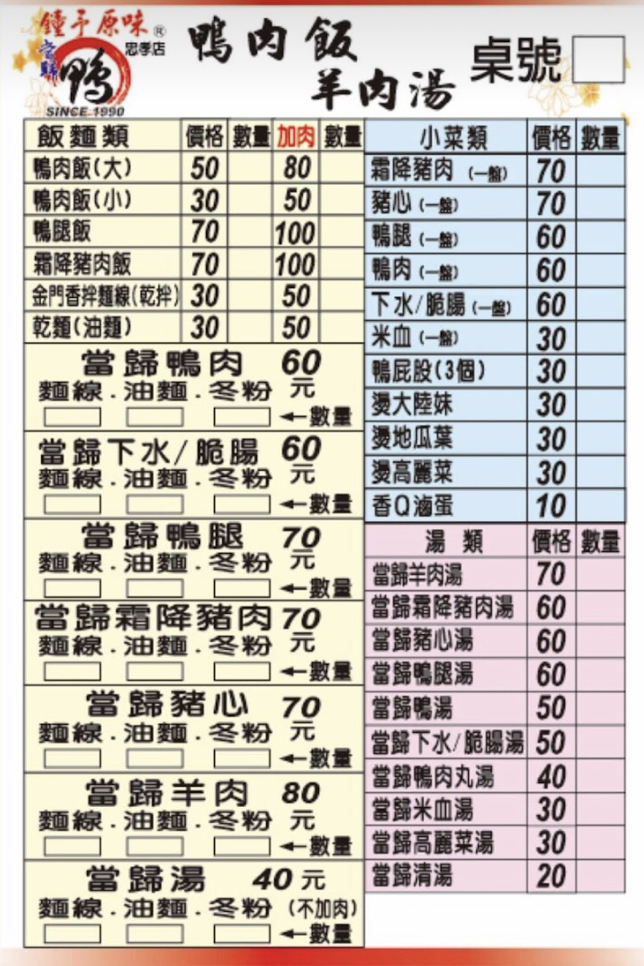 鍾予原味®
當歸鴨
忠孝店
SINCE 1990
鴨肉飯
羊肉湯
桌號
飯麵類 價格 數量 加肉 數量
鴨肉飯(大) 50 80
鴨肉飯(小) 30 50
鴨腿飯 70 100
霜降豬肉飯 70 100
金門香拌麵線(乾拌) 30 50
乾麵(油麵) 30 50
當歸鴨肉 60元
麵線.油麵.冬粉
←數量
當歸下水/脆腸 60元
麵線.油麵.冬粉
←數量
當歸鴨腿 70元
麵線.油麵.冬粉
←數量
當歸霜降豬肉 70元
麵線.油麵.冬粉
←數量
當歸豬心 70元
麵線.油麵.冬粉
←數量
當歸羊肉 80元
麵線.油麵.冬粉
←數量
當歸湯 40元
麵線.油麵.冬粉 (不加肉)
←數量
小菜類 價格 數量
霜降豬肉 (一盤) 70
豬心(一盤) 70
鴨腿(一盤) 60
鴨肉(一盤) 60
下水/脆腸(一盤) 60
米血(一盤) 30
鴨屁股(3個) 30
燙大陸妹 30
燙地瓜葉 30
燙高麗菜 30
香Q滷蛋 10
湯類 價格 數量
當歸羊肉湯 70
當歸霜降豬肉湯 60
當歸豬心湯 60
當歸鴨腿湯 60
當歸鴨湯 50
當歸下水/脆腸湯 50
當歸鴨肉丸湯 40
當歸米血湯 30
當歸高麗菜湯 30
當歸清湯 20